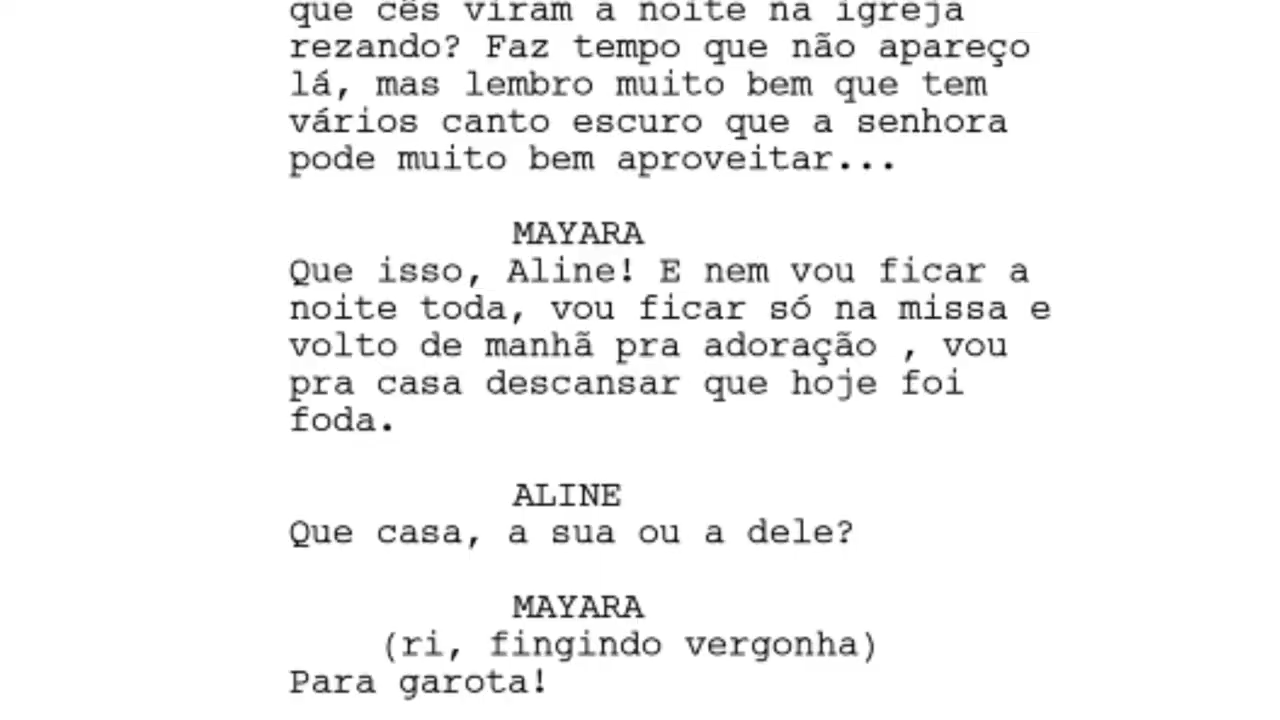 que cês viram a noite na igreja
rezando? Faz tempo que não apareço
lá, mas lembro muito bem que tem
vários canto escuro que a senhora
pode muito bem aproveitar...
MAYARA
Que isso, Aline! E nem vou ficar a
noite toda, vou ficar só na missa e
volto de manhã pra adoração , vou
pra casa descansar que hoje foi
foda.
ALINE
Que casa, a sua ou a dele?
MAYARA
(ri, fingindo vergonha)
Para garota!